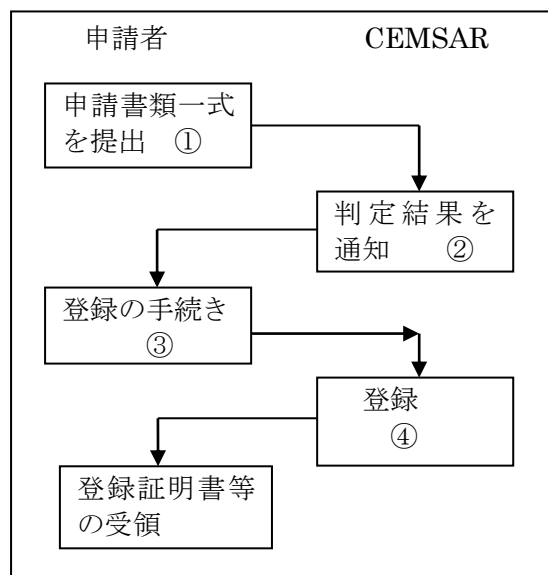 申請者 CEMSAR
申請書類一式
を提出 ①
判定結果を
通知 ②
登録の手続き
③
登録
④
登録証明書等
の受領